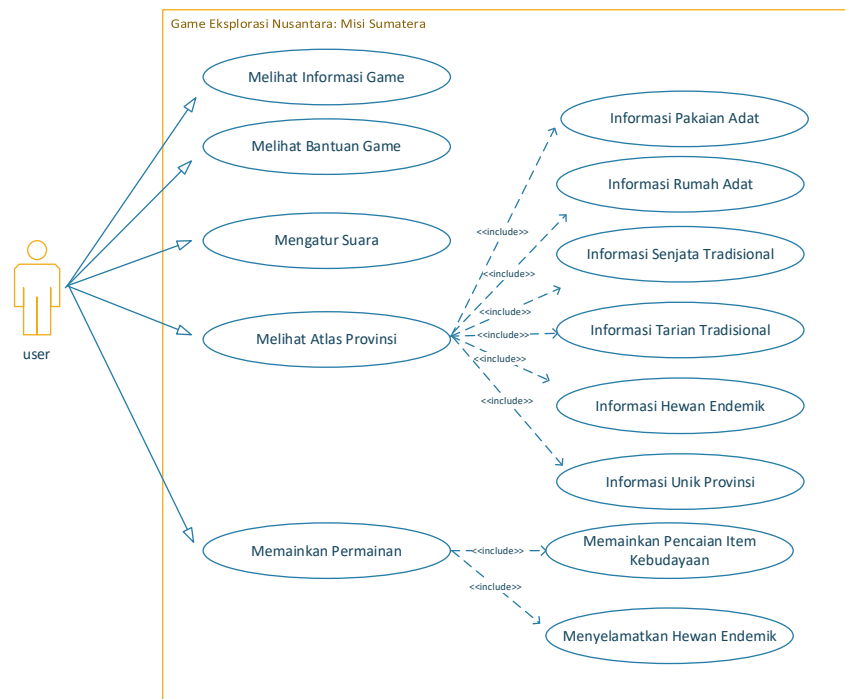 Game Eksplorasi Nusantara: Misi Sumatera
Melihat Informasi Game
Melihat Bantuan Game
Mengatur Suara
Melihat Atlas Provinsi
Memainkan Permainan
user
Informasi Pakaian Adat
Informasi Rumah Adat
Informasi Senjata Tradisional
Informasi Tarian Tradisional
Informasi Hewan Endemik
Informasi Unik Provinsi
Memainkan Pencaian Item
Kebudayaan
Menyelamatkan Hewan Endemik
<<include>>
<<include>>
<<include>>
<<include>>
<<include>>
<<include>>
<<include>>
<<include>>